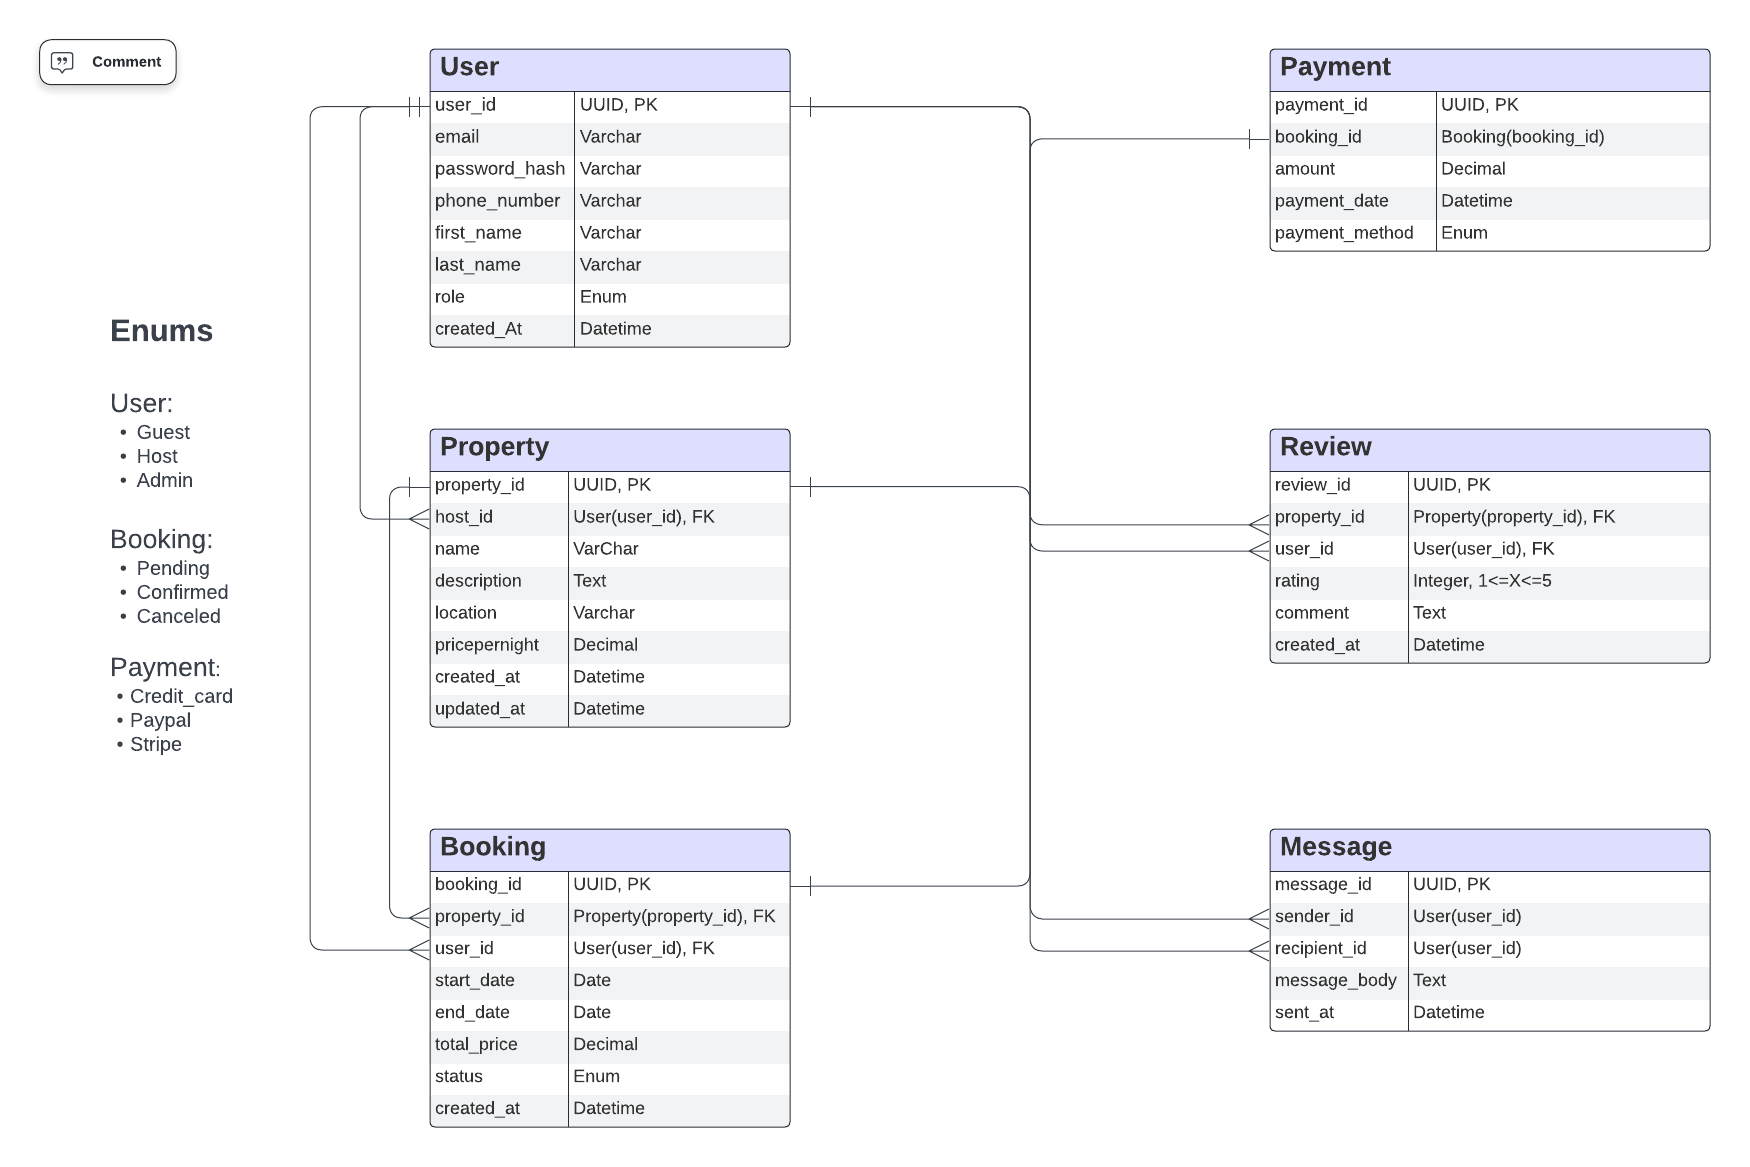 Comment
User
user_id UUID, PK
email Varchar
password_hash Varchar
phone_number Varchar
first_name Varchar
last_name Varchar
role Enum
created_At Datetime
Payment
payment_id UUID, PK
booking_id Booking(booking_id)
amount Decimal
payment_date Datetime
payment_method Enum
Enums
User:
• Guest
• Host
• Admin
Booking:
• Pending
• Confirmed
• Canceled
Payment:
• Credit_card
• Paypal
• Stripe
Property
property_id UUID, PK
host_id User(user_id), FK
name VarChar
description Text
location Varchar
pricepernight Decimal
created_at Datetime
updated_at Datetime
Review
review_id UUID, PK
property_id Property(property_id), FK
user_id User(user_id), FK
rating Integer, 1<=X<=5
comment Text
created_at Datetime
Booking
booking_id UUID, PK
property_id Property(property_id), FK
user_id User(user_id), FK
start_date Date
end_date Date
total_price Decimal
status Enum
created_at Datetime
Message
message_id UUID, PK
sender_id User(user_id)
recipient_id User(user_id)
message_body Text
sent_at Datetime